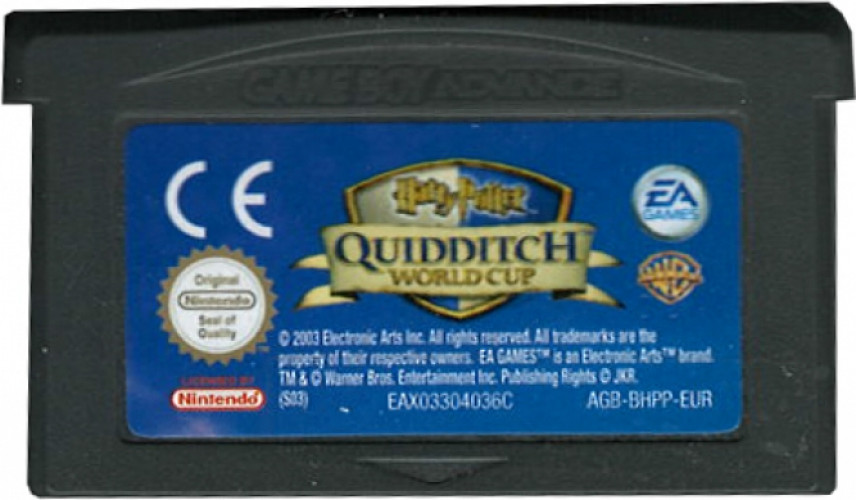 GAME BOY ADVANCE
CE
Harry Potter
QUIDDITCH
WORLD CUP
EA
GAMES
WB
Original
Nintendo
Seal of
Quality
LICENSED BY
Nintendo
© 2003 Electronic Arts Inc. All rights reserved. All trademarks are the
property of their respective owners. EA GAMES™ is an Electronic Arts™ brand.
TM & © Warner Bros. Entertainment Inc. Publishing Rights © JKR.
(S03) EAX03304036C AGB-BHPP-EUR